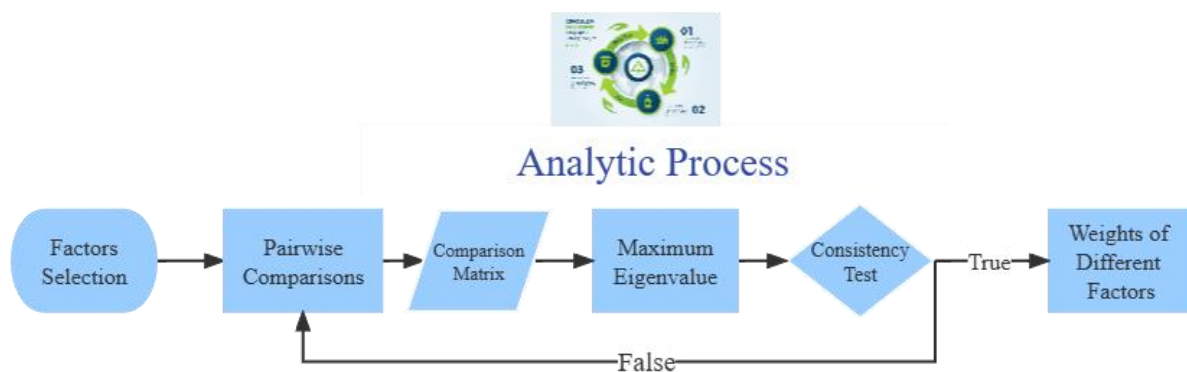 01
03
02
Analytic Process
Factors
Selection
Pairwise
Comparisons
Comparison
Matrix
Maximum
Eigenvalue
Consistency
Test
True
Weights of
Different
Factors
False